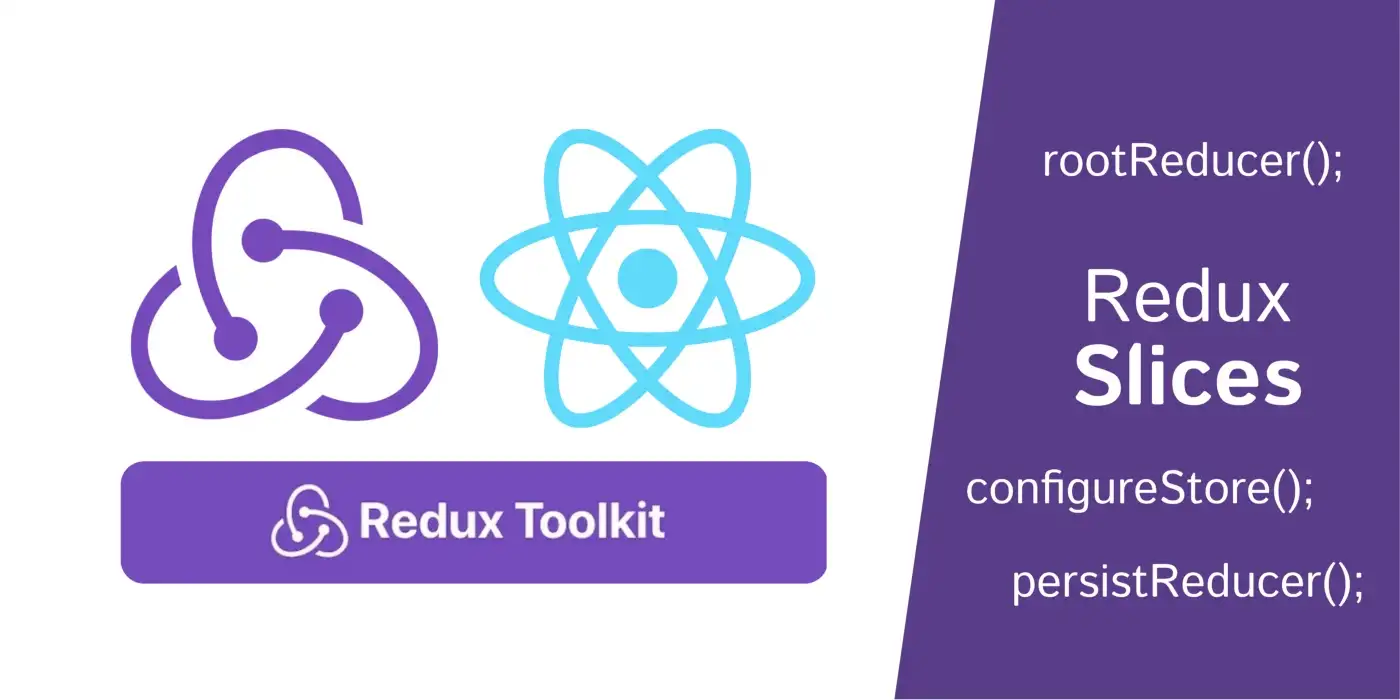 Redux Toolkit
rootReducer();
Redux
Slices
configureStore();
persistReducer();